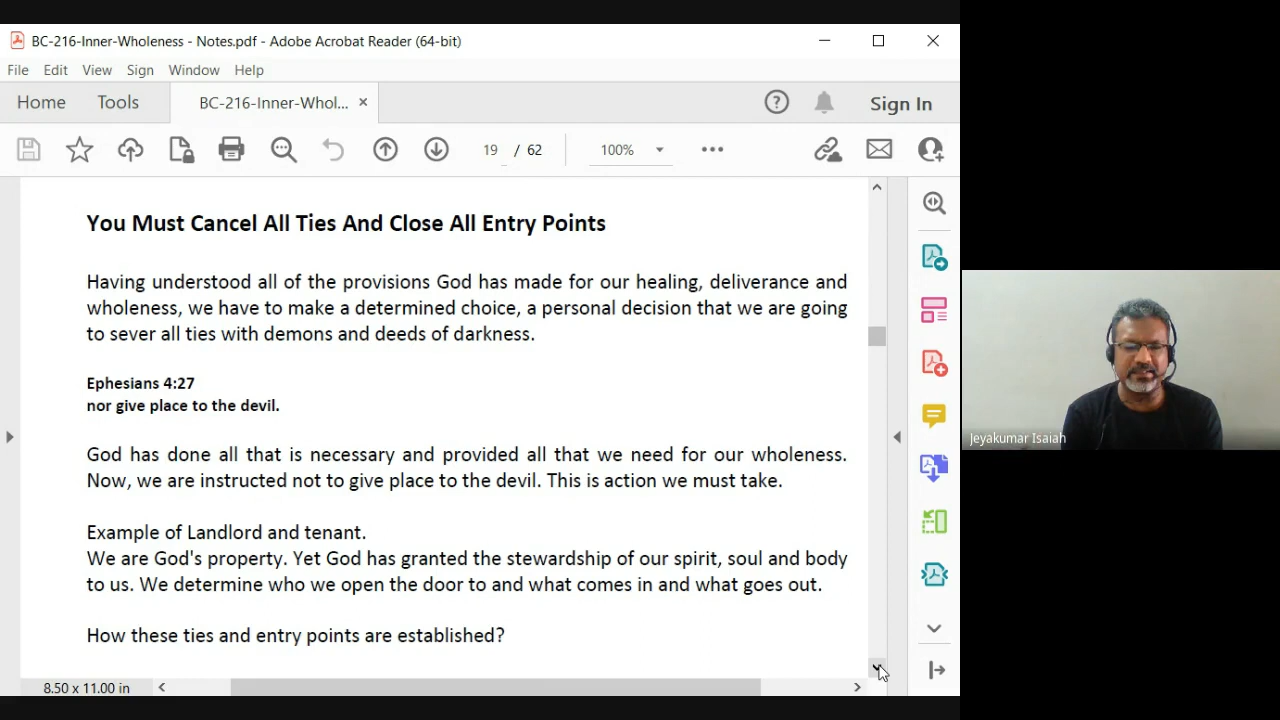 BC-216-Inner-Wholeness - Notes.pdf - Adobe Acrobat Reader (64-bit)
File Edit View Sign Window Help
Home Tools BC-216-Inner-Whol... × Sign In
19 / 62 100%
You Must Cancel All Ties And Close All Entry Points
Having understood all of the provisions God has made for our healing, deliverance and
wholeness, we have to make a determined choice, a personal decision that we are going
to sever all ties with demons and deeds of darkness.
Ephesians 4:27
nor give place to the devil.
God has done all that is necessary and provided all that we need for our wholeness.
Now, we are instructed not to give place to the devil. This is action we must take.
Example of Landlord and tenant.
We are God's property. Yet God has granted the stewardship of our spirit, soul and body
to us. We determine who we open the door to and what comes in and what goes out.
How these ties and entry points are established?
8.50 x 11.00 in
Jeyakumar Isaiah